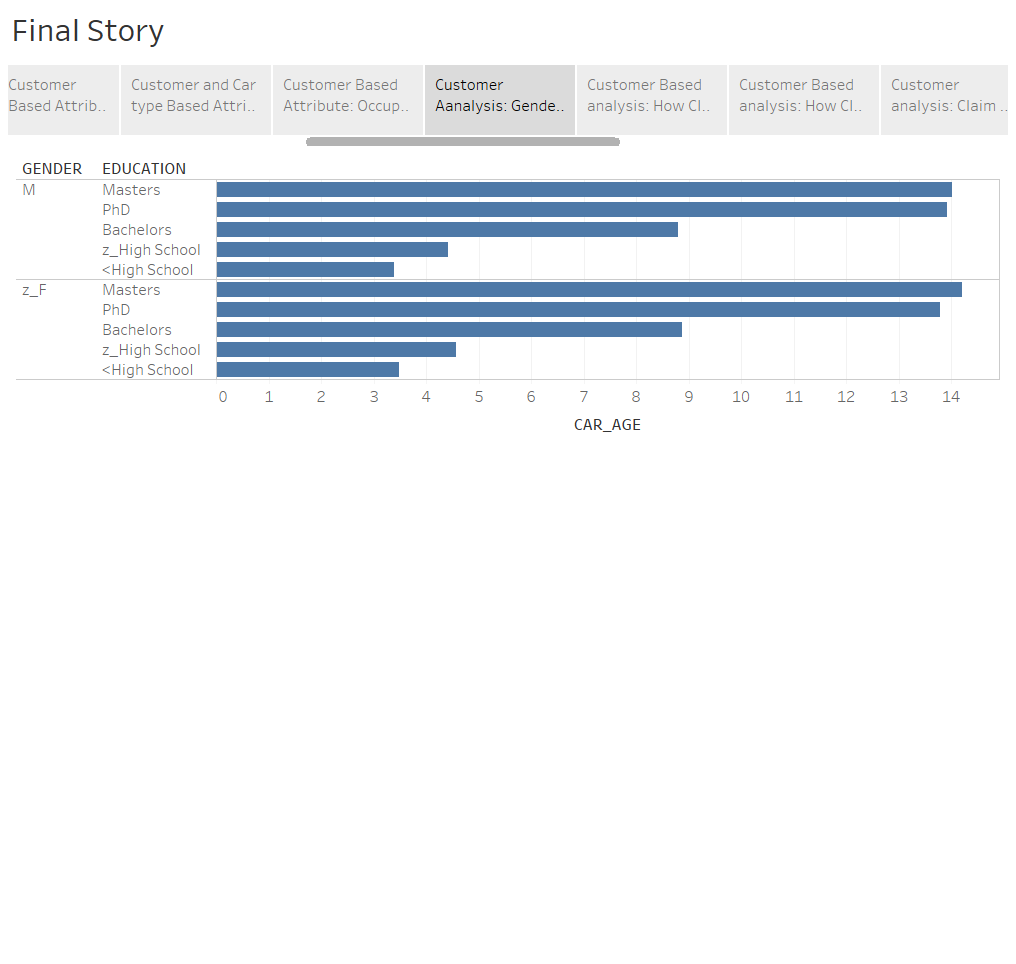 Final Story
Customer
Based Attrib..
Customer and Car
type Based Attri..
Customer Based
Attribute: Occup..
Customer
Aanalysis: Gende..
Customer Based
analysis: How Cl..
Customer Based
analysis: How Cl..
Customer
analysis: Claim ..
GENDER EDUCATION
M Masters
PhD
Bachelors
z_High School
<High School
z_F Masters
PhD
Bachelors
z_High School
<High School
0 1 2 3 4 5 6 7 8 9 10 11 12 13 14
CAR_AGE